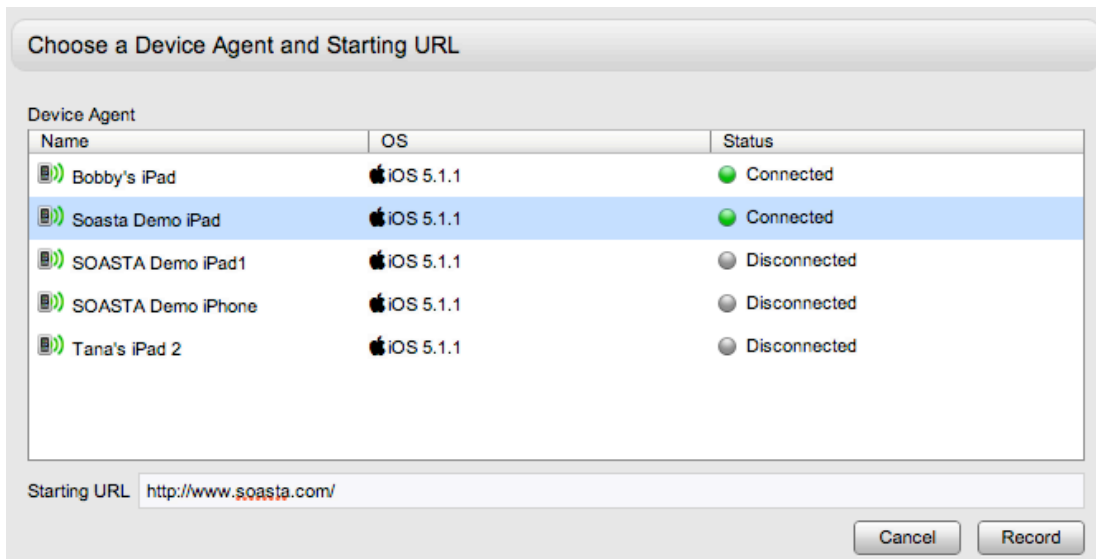 Choose a Device Agent and Starting URL
Device Agent
Name OS Status
Bobby's iPad iOS 5.1.1 Connected
Soasta Demo iPad iOS 5.1.1 Connected
SOASTA Demo iPad1 iOS 5.1.1 Disconnected
SOASTA Demo iPhone iOS 5.1.1 Disconnected
Tana's iPad 2 iOS 5.1.1 Disconnected
Starting URL http://www.soasta.com/
Cancel Record